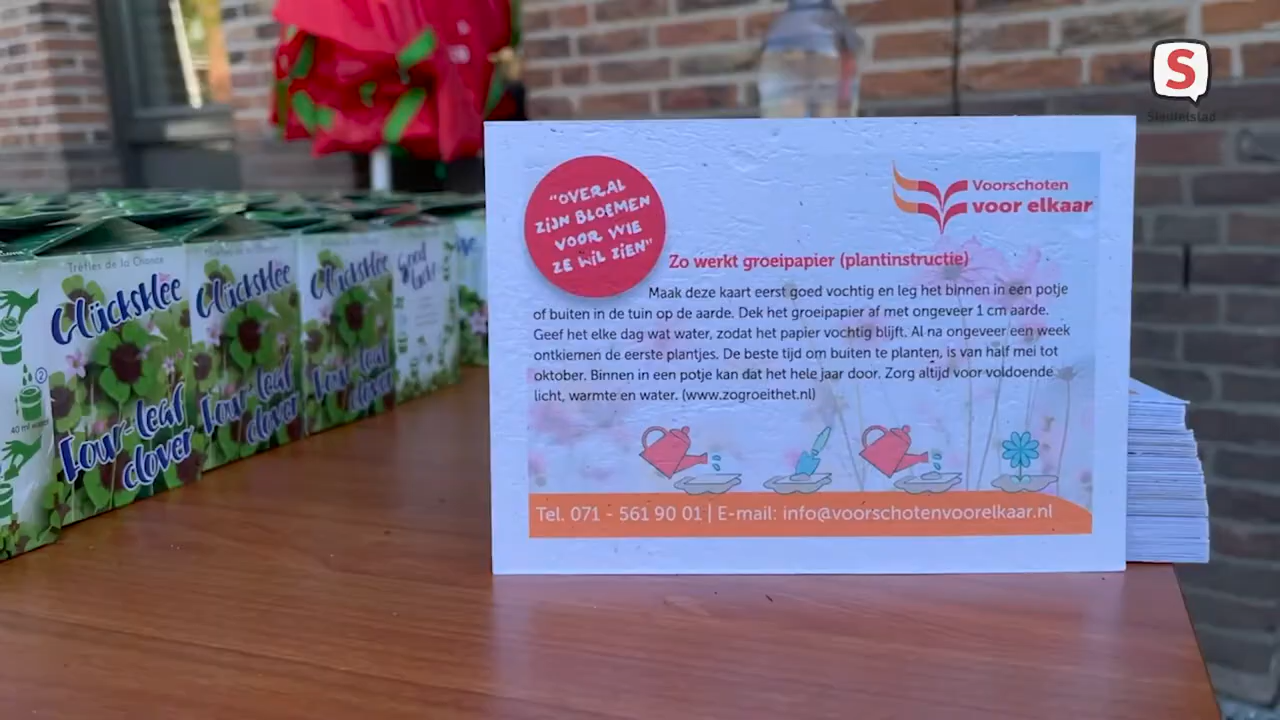 S
Sleutelstad
"OVERAL
ZIJN BLOEMEN
VOOR WIE
ZE WIL ZIEN"
Voorschoten
voor elkaar
Zo werkt groeipapier (plantinstructie)
Maak deze kaart eerst goed vochtig en leg het binnen in een potje
of buiten in de tuin op de aarde. Dek het groeipapier af met ongeveer 1 cm aarde.
Geef het elke dag wat water, zodat het papier vochtig blijft. Al na ongeveer een week
ontkiemen de eerste plantjes. De beste tijd om buiten te planten, is van half mei tot
oktober. Binnen in een potje kan dat het hele jaar door. Zorg altijd voor voldoende
licht, warmte en water. (www.zogroeithet.nl)
Tel. 071 - 561 90 01 | E-mail: info@voorschotenvoorelkaar.nl
Trèfles de la Chance
Glücksklee
Four-leaf
clover
2
40 ml
Glücksklee
Four-leaf
clover
Glücksklee
Four-leaf
clover
Good
luck!